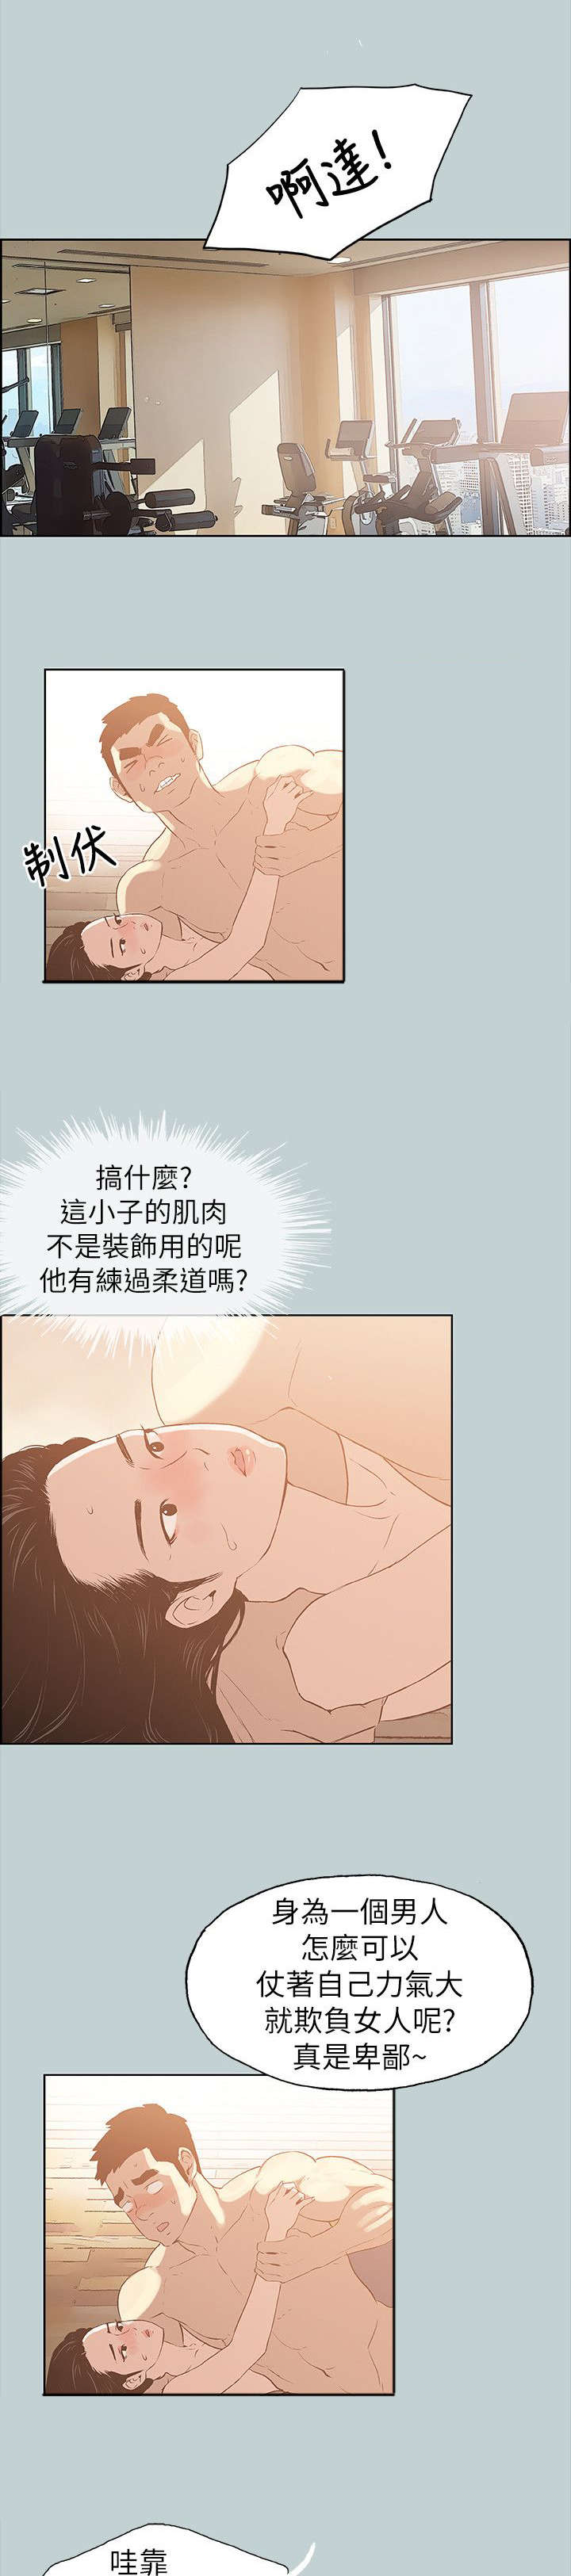 啊達!
制伏
搞什麼?
這小子的肌肉
不是裝飾用的呢
他有練過柔道嗎?
身為一個男人
怎麼可以
仗著自己力氣大
就欺負女人呢?
真是卑鄙~
哇靠